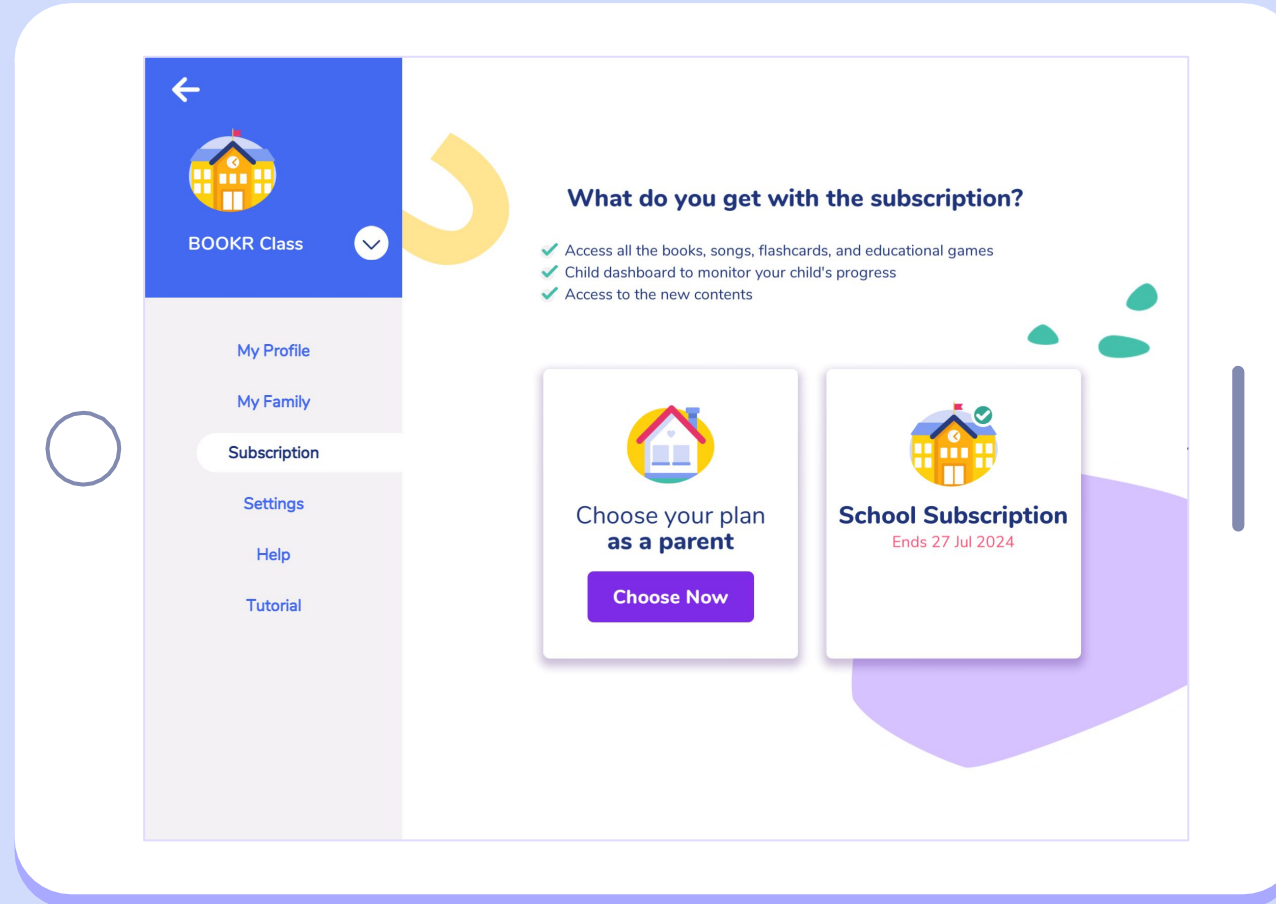 BOOKR Class
My Profile
My Family
Subscription
Settings
Help
Tutorial
What do you get with the subscription?
Access all the books, songs, flashcards, and educational games
Child dashboard to monitor your child's progress
Access to the new contents
Choose your plan
as a parent
Choose Now
School Subscription
Ends 27 Jul 2024